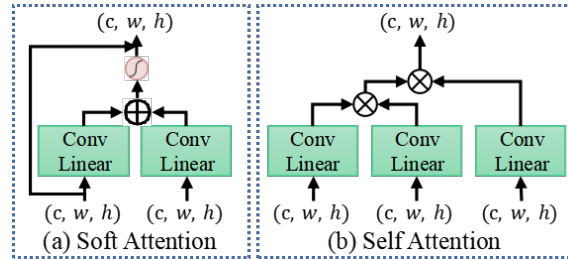 (c, w, h)
(c, w, h)
Conv Linear
Conv Linear
Conv Linear
Conv Linear
Conv Linear
(c, w, h)
(c, w, h)
(c, w, h)
(c, w, h)
(c, w, h)
(a) Soft Attention
(b) Self Attention